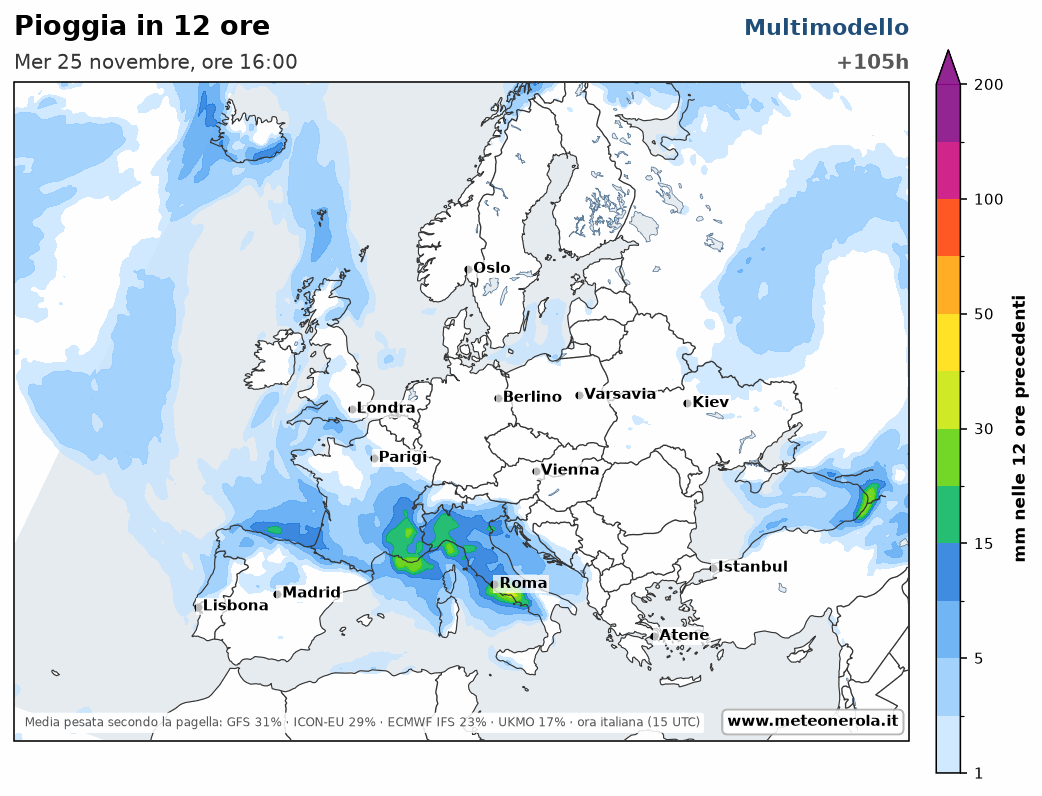 Pioggia in 12 ore
Multimodello
Mer 25 novembre, ore 16:00
+105h
200
100
50
30
15
5
1
mm nelle 12 ore precedenti
Oslo
Berlino
Varsavia
Kiev
Londra
Parigi
Vienna
Istanbul
Roma
Madrid
Lisbona
Atene
Media pesata secondo la pagella: GFS 31% · ICON-EU 29% · ECMWF IFS 23% · UKMO 17% · ora italiana (15 UTC)
www.meteonerola.it